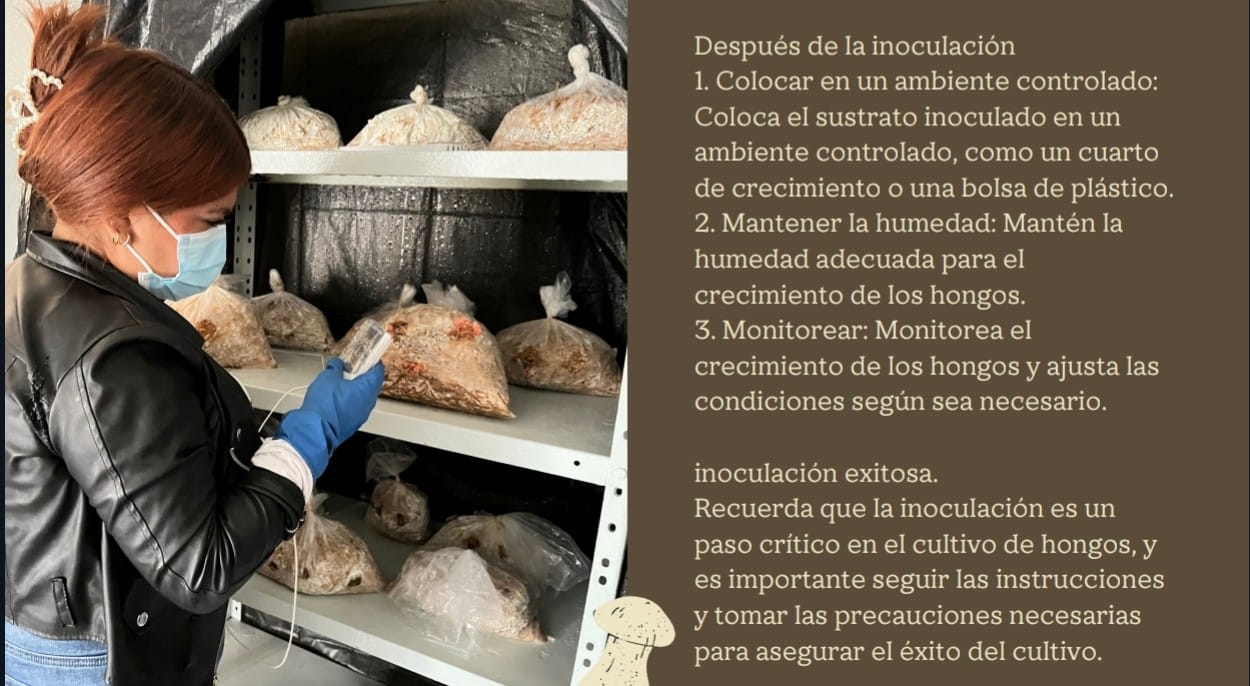 Después de la inoculación
1. Colocar en un ambiente controlado:
Coloca el sustrato inoculado en un
ambiente controlado, como un cuarto
de crecimiento o una bolsa de plástico.
2. Mantener la humedad: Mantén la
humedad adecuada para el
crecimiento de los hongos.
3. Monitorear: Monitorea el
crecimiento de los hongos y ajusta las
condiciones según sea necesario.
inoculación exitosa.
Recuerda que la inoculación es un
paso crítico en el cultivo de hongos, y
es importante seguir las instrucciones
y tomar las precauciones necesarias
para asegurar el éxito del cultivo.